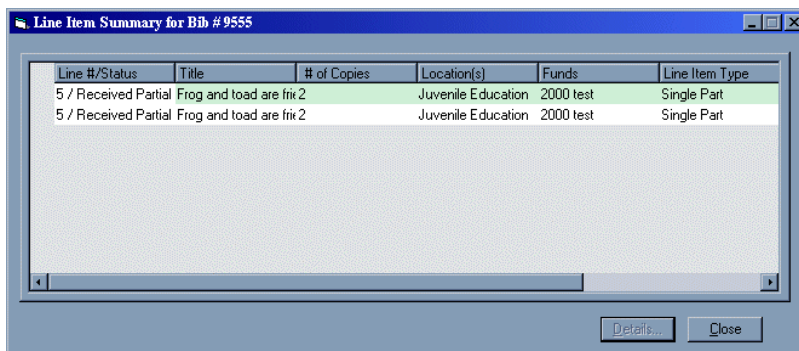 Line Item Summary for Bib # 9555
Line #/Status Title # of Copies Location(s) Funds Line Item Type
5 / Received Partial Frog and toad are frie 2 Juvenile Education 2000 test Single Part
5 / Received Partial Frog and toad are frie 2 Juvenile Education 2000 test Single Part
Details... Close